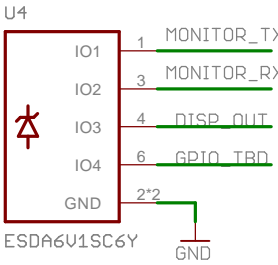 U4
IO1 1 MONITOR_TX
IO2 3 MONITOR_RX
IO3 4 DISP_OUT
IO4 6 GPIO_TBD
GND 2*2
ESDA6V1SC6Y
GND